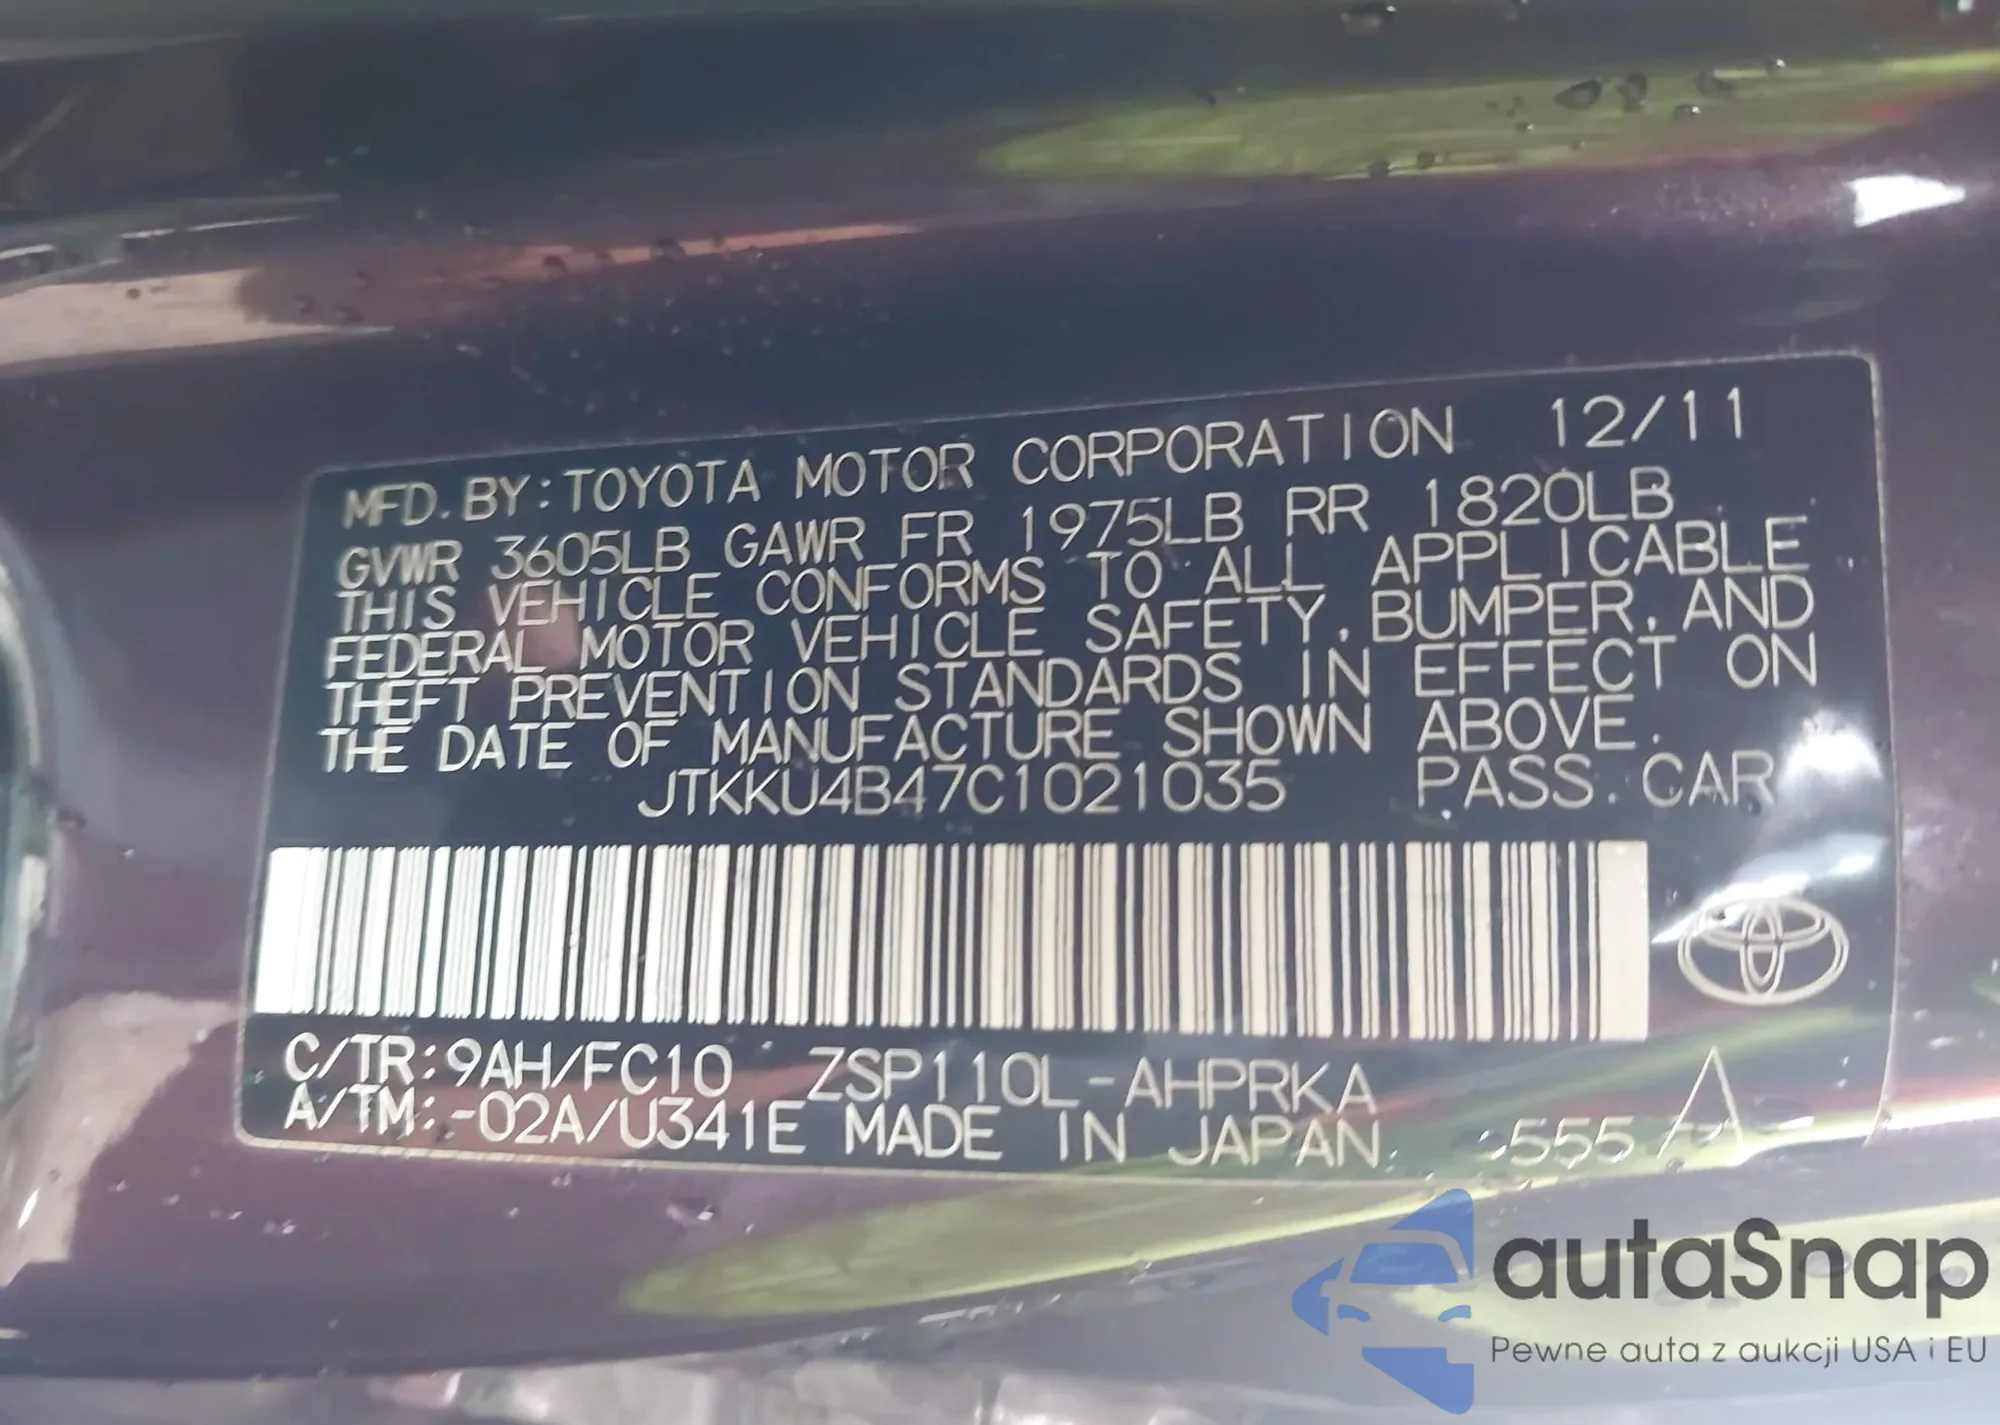 MFD. BY: TOYOTA MOTOR CORPORATION 12/11
GVWR 3605LB GAWR FR 1975LB RR 1820LB
THIS VEHICLE CONFORMS TO ALL APPLICABLE
FEDERAL MOTOR VEHICLE SAFETY, BUMPER, AND
THEFT PREVENTION STANDARDS IN EFFECT ON
THE DATE OF MANUFACTURE SHOWN ABOVE.
JTKKU4B47C1021035 PASS. CAR
C/TR: 9AH/FC10 ZSP110L-AHPRKA
A/TM: -02A/U341E MADE IN JAPAN. 555 A
autaSnap
Pewne auta z aukcji USA i EU